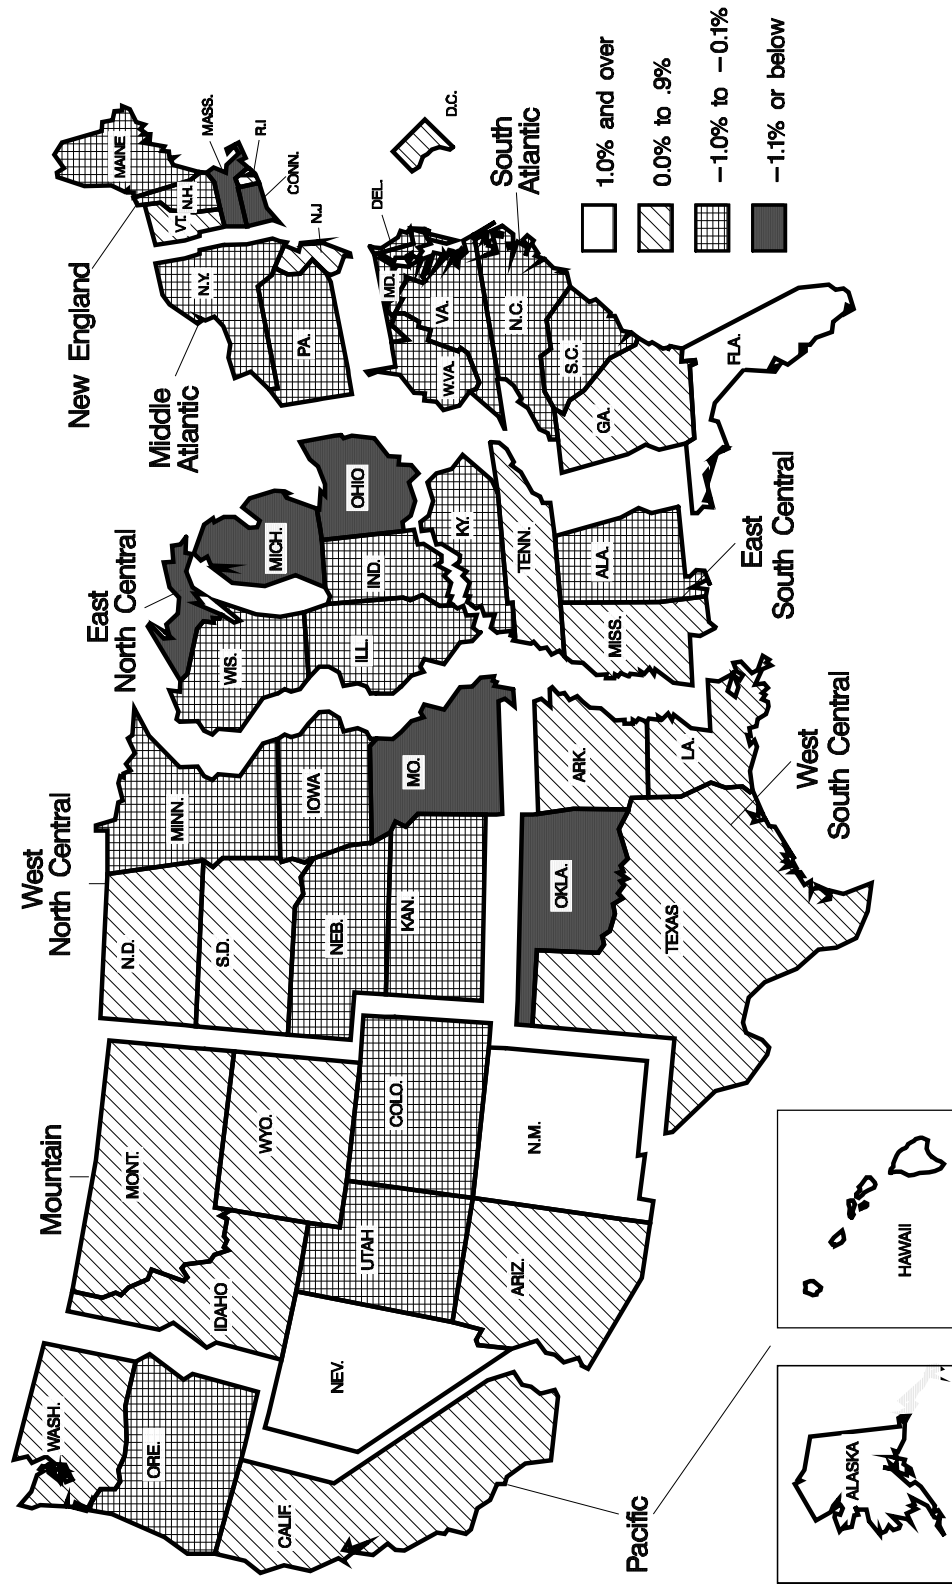 Pacific
Mountain
West
North Central
East
North Central
Middle
Atlantic
New England
WASH.
ORE.
CALIF.
NEV.
IDAHO
MONT.
WYO.
UTAH
COLO.
ARIZ.
N.M.
N.D.
S.D.
NEB.
KAN.
MINN.
IOWA
MO.
OKLA.
TEXAS
ARK.
LA.
WIS.
ILL.
MICH.
IND.
OHIO
KY.
TENN.
MISS.
ALA.
N.Y.
PA.
N.J
VT.
N.H.
MAINE
MASS.
R.I
CONN.
DEL.
MD.
D.C.
VA.
W.VA.
N.C.
S.C.
GA.
FLA.
South
Atlantic
East
South Central
West
South Central
ALASKA
HAWAII
1.0% and over
0.0% to .9%
−1.0% to −0.1%
−1.1% or below